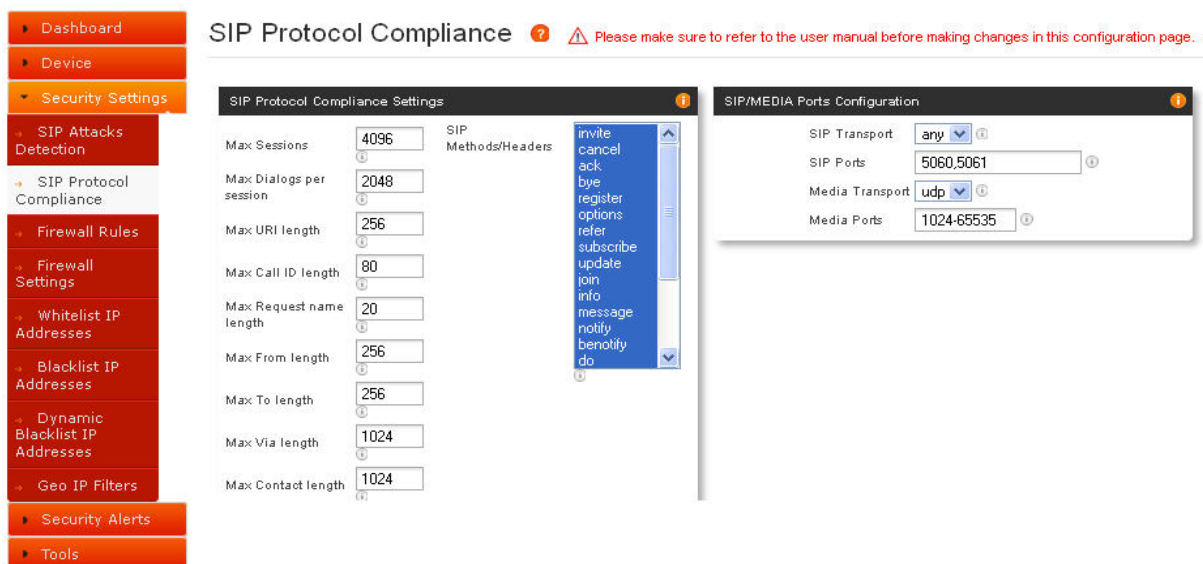 Dashboard
Device
Security Settings
SIP Attacks
Detection
SIP Protocol
Compliance
Firewall Rules
Firewall
Settings
Whitelist IP
Addresses
Blacklist IP
Addresses
Dynamic
Blacklist IP
Addresses
Geo IP Filters
Security Alerts
Tools
SIP Protocol Compliance ? Please make sure to refer to the user manual before making changes in this configuration page.
SIP Protocol Compliance Settings
Max Sessions 4096
Max Dialogs per
session 2048
Max URI length 256
Max Call ID length 80
Max Request name
length 20
Max From length 256
Max To length 256
Max Via length 1024
Max Contact length 1024
SIP
Methods/Headers
invite
cancel
ack
bye
register
options
refer
subscribe
update
join
info
message
notify
benotify
do
SIP/MEDIA Ports Configuration
SIP Transport any
SIP Ports 5060,5061
Media Transport udp
Media Ports 1024-65535